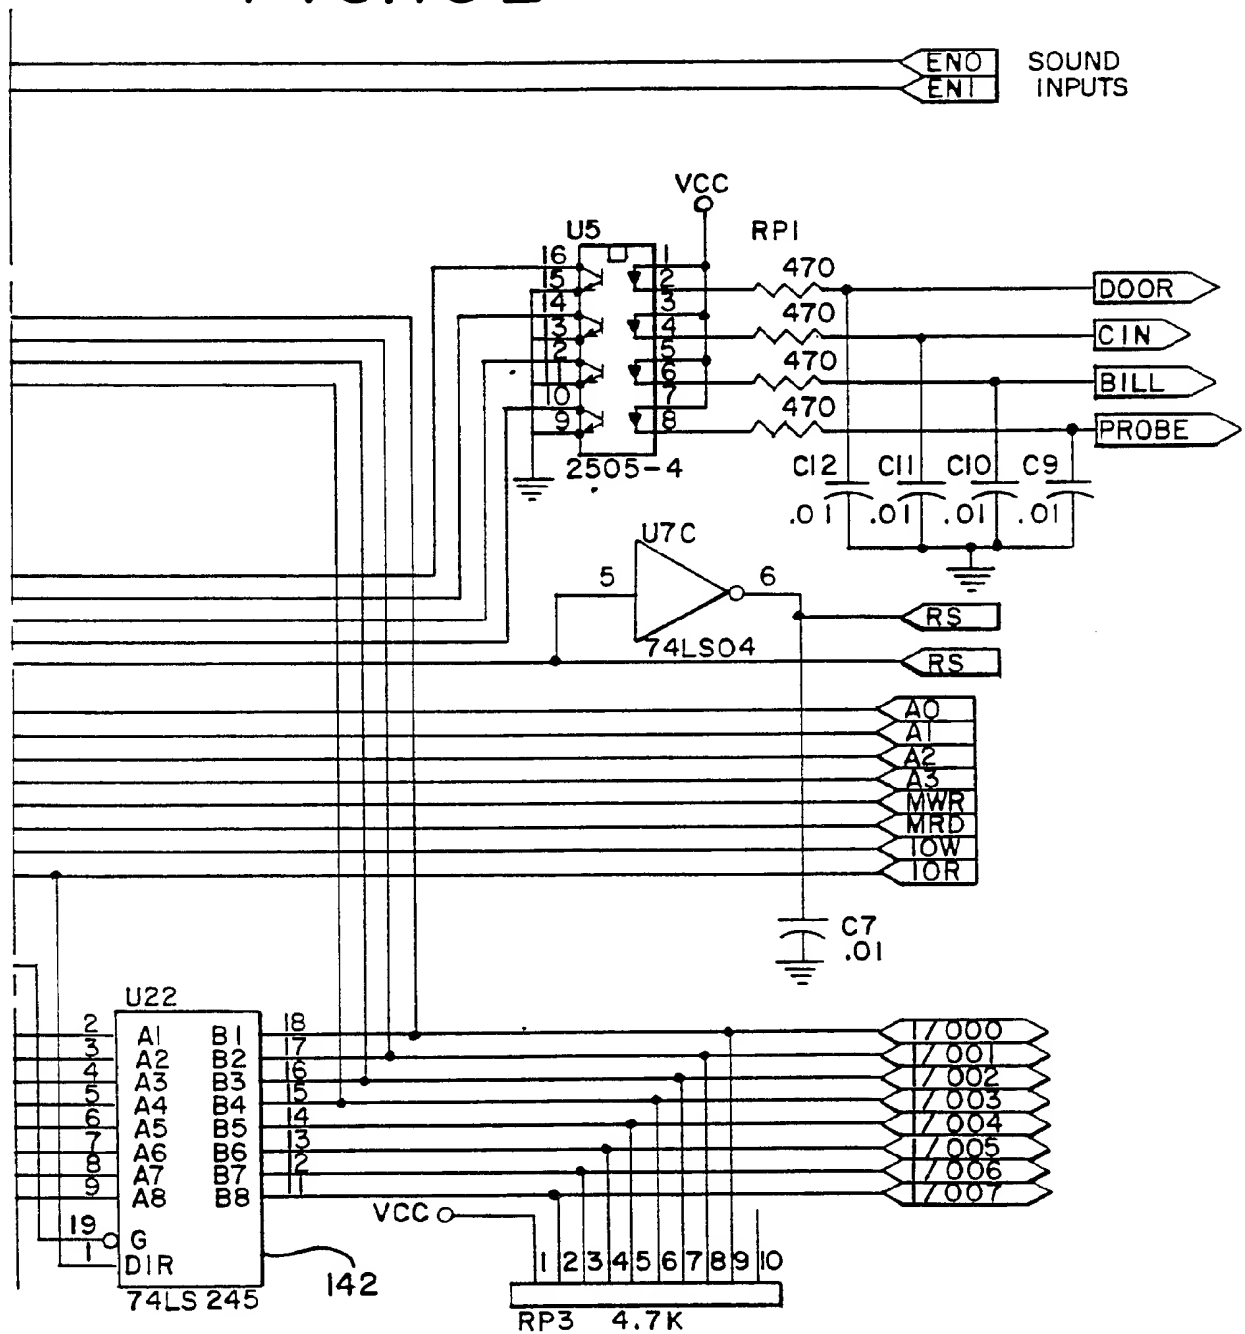 EN0 SOUND
EN1 INPUTS
VCC
U5 RP1
16 1 470
15 2 DOOR
14 3 470
13 4 CIN
12 5 470
11 6 BILL
10 7 470
9 8 PROBE
2505-4 C12 C11 C10 C9
.01 .01 .01 .01
U7C
5 6
RS
74LS04
RS
A0
A1
A2
A3
MWR
MRD
IOW
IOR
C7
.01
U22
2 A1 B1 18 I/O00
3 A2 B2 17 I/O01
4 A3 B3 16 I/O02
5 A4 B4 15 I/O03
6 A5 B5 14 I/O04
7 A6 B6 13 I/O05
8 A7 B7 12 I/O06
9 A8 B8 11 I/O07
VCC
19 G
1 DIR
1 2 3 4 5 6 7 8 9 10
142
74LS245
RP3 4.7K